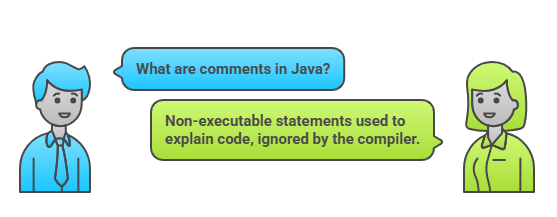 What are comments in Java?
Non-executable statements used to
explain code, ignored by the compiler.